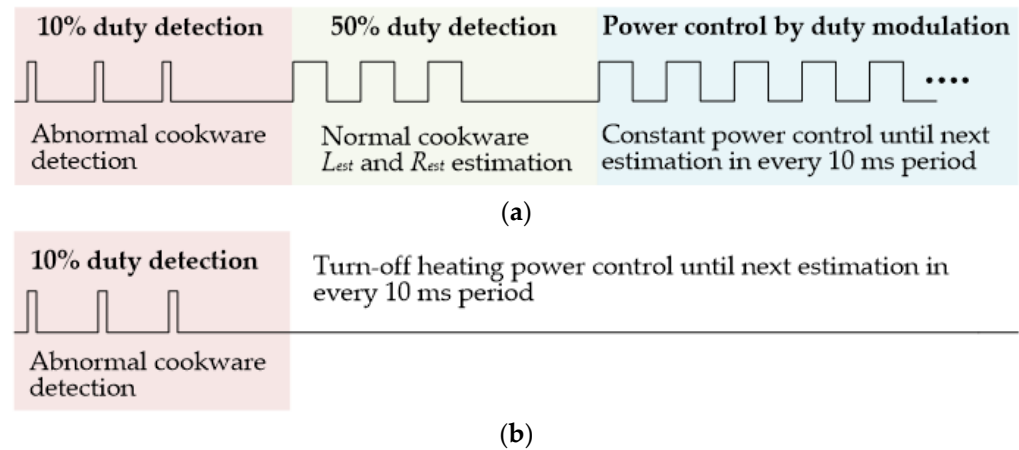 10% duty detection
50% duty detection
Power control by duty modulation
Abnormal cookware
detection
Normal cookware
Lest and Rest estimation
Constant power control until next
estimation in every 10 ms period
(a)
10% duty detection
Turn-off heating power control until next estimation in
every 10 ms period
Abnormal cookware
detection
(b)